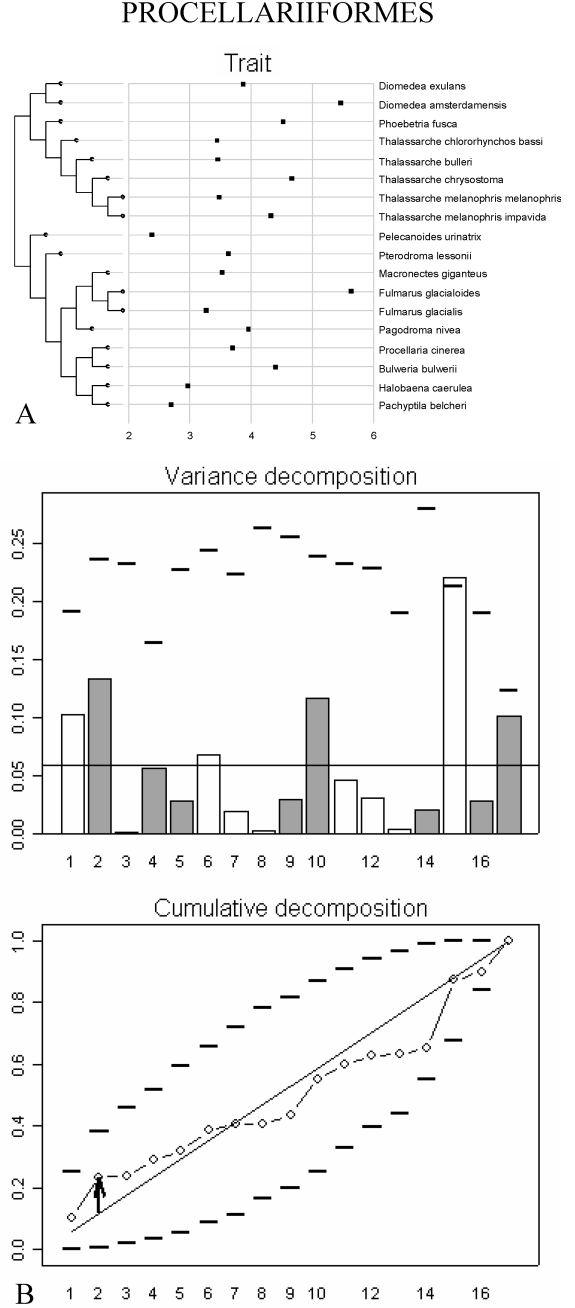 PROCELLARIIFORMES
Trait
Diomedea exulans
Diomedea amsterdamensis
Phoebetria fusca
Thalassarche chlororhynchos bassi
Thalassarche bulleri
Thalassarche chrysostoma
Thalassarche melanophris melanophris
Thalassarche melanophris impavida
Pelecanoides urinatrix
Pterodroma lessonii
Macronectes giganteus
Fulmarus glacialoides
Fulmarus glacialis
Pagodroma nivea
Procellaria cinerea
Bulweria bulwerii
Halobaena caerulea
Pachyptila belcheri
A
2 3 4 5 6
Variance decomposition
0.25
0.20
0.15
0.10
0.05
0.00
1 2 3 4 5 6 7 8 9 10 12 14 16
Cumulative decomposition
1.0
0.8
0.6
0.4
0.2
0.0
1 2 3 4 5 6 7 8 9 10 12 14 16
B